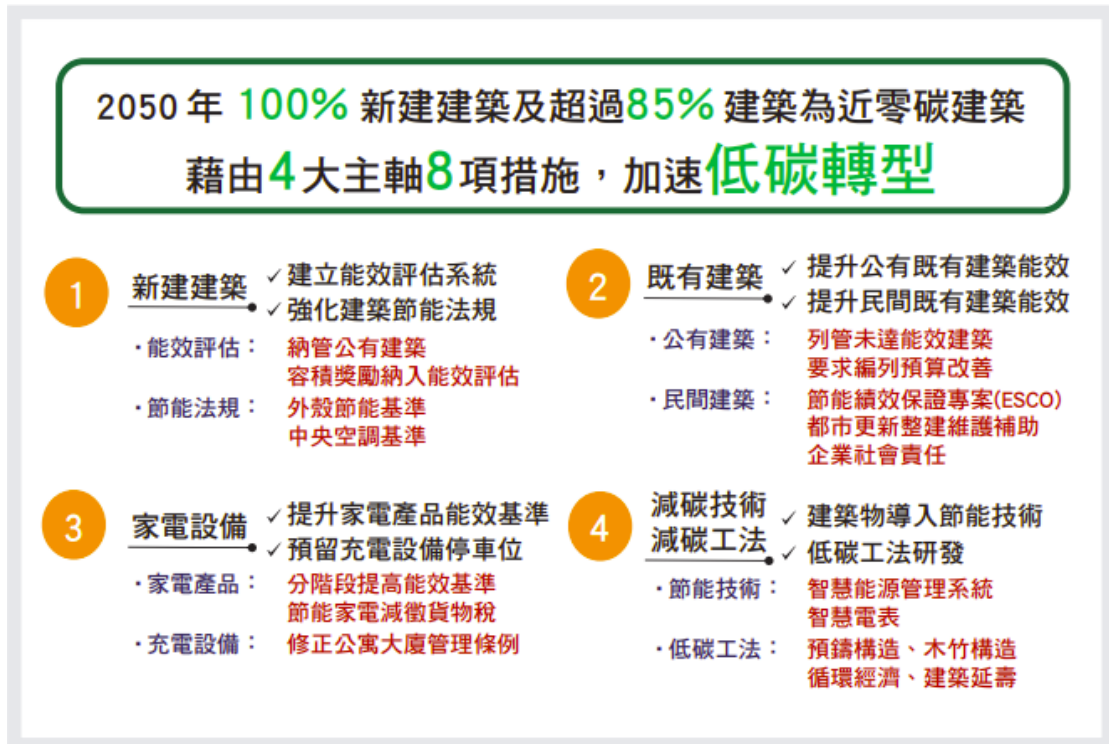 2050 年 100% 新建建築及超過85% 建築為近零碳建築
藉由4大主軸8項措施，加速低碳轉型
1
新建建築
✓ 建立能效評估系統
✓ 強化建築節能法規
・能效評估： 納管公有建築
容積獎勵納入能效評估
・節能法規： 外殼節能基準
中央空調基準
2
既有建築
✓ 提升公有既有建築能效
✓ 提升民間既有建築能效
・公有建築： 列管未達能效建築
要求編列預算改善
・民間建築： 節能績效保證專案(ESCO)
都市更新整建維護補助
企業社會責任
3
家電設備
✓ 提升家電產品能效基準
✓ 預留充電設備停車位
・家電產品： 分階段提高能效基準
節能家電減徵貨物稅
・充電設備： 修正公寓大廈管理條例
4
減碳技術
減碳工法
✓ 建築物導入節能技術
✓ 低碳工法研發
・節能技術： 智慧能源管理系統
智慧電表
・低碳工法： 預鑄構造、木竹構造
循環經濟、建築延壽